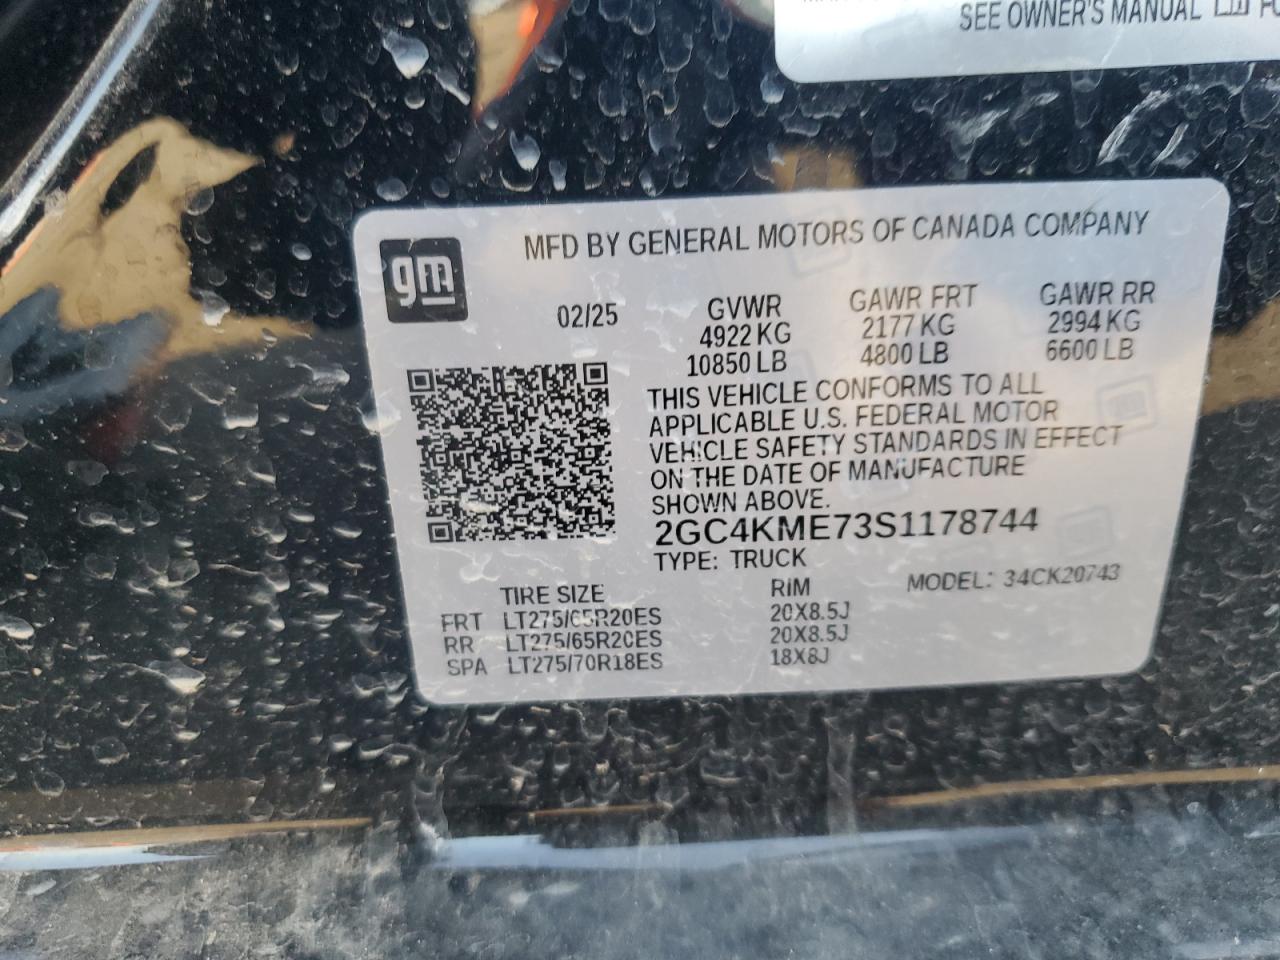 SEE OWNER'S MANUAL
gm
MFD BY GENERAL MOTORS OF CANADA COMPANY
02/25
GVWR GAWR FRT GAWR RR
4922 KG 2177 KG 2994 KG
10850 LB 4800 LB 6600 LB
THIS VEHICLE CONFORMS TO ALL
APPLICABLE U.S. FEDERAL MOTOR
VEHICLE SAFETY STANDARDS IN EFFECT
ON THE DATE OF MANUFACTURE
SHOWN ABOVE.
2GC4KME73S1178744
TYPE: TRUCK
MODEL: 34CK20743
TIRE SIZE RIM
FRT LT275/65R20ES 20X8.5J
RR LT275/65R20ES 20X8.5J
SPA LT275/70R18ES 18X8J